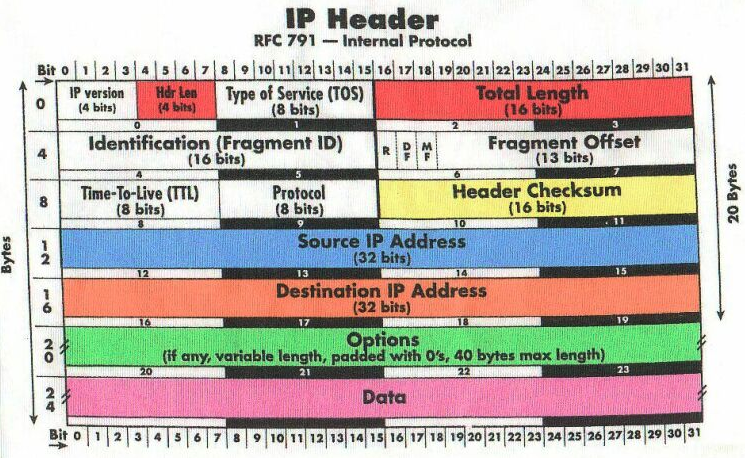 IP Header
RFC 791 — Internal Protocol
Bit 0 1 2 3 4 5 6 7 8 9 10 11 12 13 14 15 16 17 18 19 20 21 22 23 24 25 26 27 28 29 30 31
0 IP version Hdr Len Type of Service (TOS) Total Length
(4 bits) (4 bits) (8 bits) (16 bits)
0 1 2 3
4 Identification (Fragment ID) R DF MF Fragment Offset
(16 bits) (13 bits)
4 5 6 7
8 Time-To-Live (TTL) Protocol Header Checksum
(8 bits) (8 bits) (16 bits)
8 9 10 11
12 Source IP Address
(32 bits)
12 13 14 15
16 Destination IP Address
(32 bits)
16 17 18 19
20 Options
(if any, variable length, padded with 0's, 40 bytes max length)
20 21 22 23
24 Data
Bit 0 1 2 3 4 5 6 7 8 9 10 11 12 13 14 15 16 17 18 19 20 21 22 23 24 25 26 27 28 29 30 31
Bytes
20 Bytes